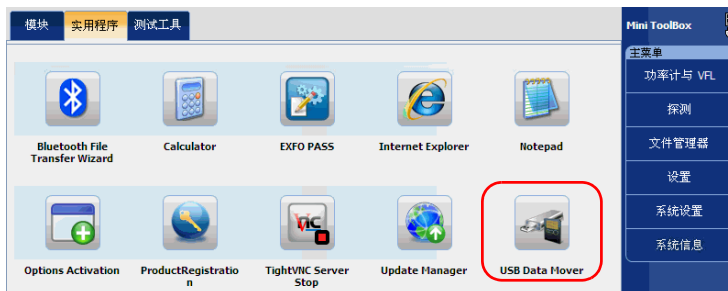 模块 实用程序 测试工具
Mini ToolBox
主菜单
功率计与 VFL
探测
文件管理器
设置
系统设置
系统信息
Bluetooth File
Transfer Wizard
Calculator
EXFO PASS
Internet Explorer
Notepad
Options Activation
ProductRegistratio
n
TightVNC Server
Stop
Update Manager
USB Data Mover